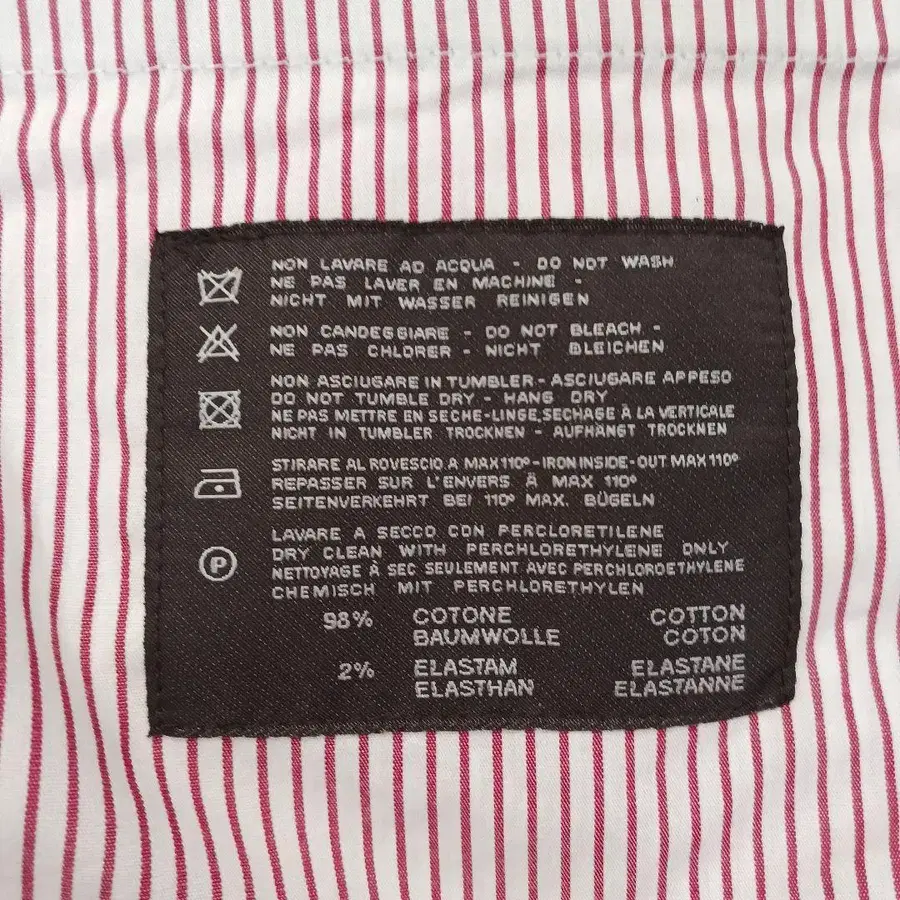 NON LAVARE AD ACQUA - DO NOT WASH
NE PAS LAVER EN MACHINE -
NICHT MIT WASSER REINIGEN
NON CANDEGGIARE - DO NOT BLEACH -
NE PAS CHLORER - NICHT BLEICHEN
NON ASCIUGARE IN TUMBLER - ASCIUGARE APPESO
DO NOT TUMBLE DRY - HANG DRY
NE PAS METTRE EN SECHE-LINGE,SECHAGE À LA VERTICALE
NICHT IN TUMBLER TROCKNEN - AUFHÄNGT TROCKNEN
STIRARE AL ROVESCIO A MAX 110° - IRON INSIDE-OUT MAX 110°
REPASSER SUR L'ENVERS À MAX 110°
SEITENVERKEHRT BEI 110° MAX. BÜGELN
P
LAVARE A SECCO CON PERCLORETILENE
DRY CLEAN WITH PERCHLORETHYLENE ONLY
NETTOYAGE À SEC SEULEMENT AVEC PERCHLOROETHYLENE
CHEMISCH MIT PERCHLORETHYLEN
98% COTONE COTTON
BAUMWOLLE COTON
2% ELASTAM ELASTANE
ELASTHAN ELASTANNE